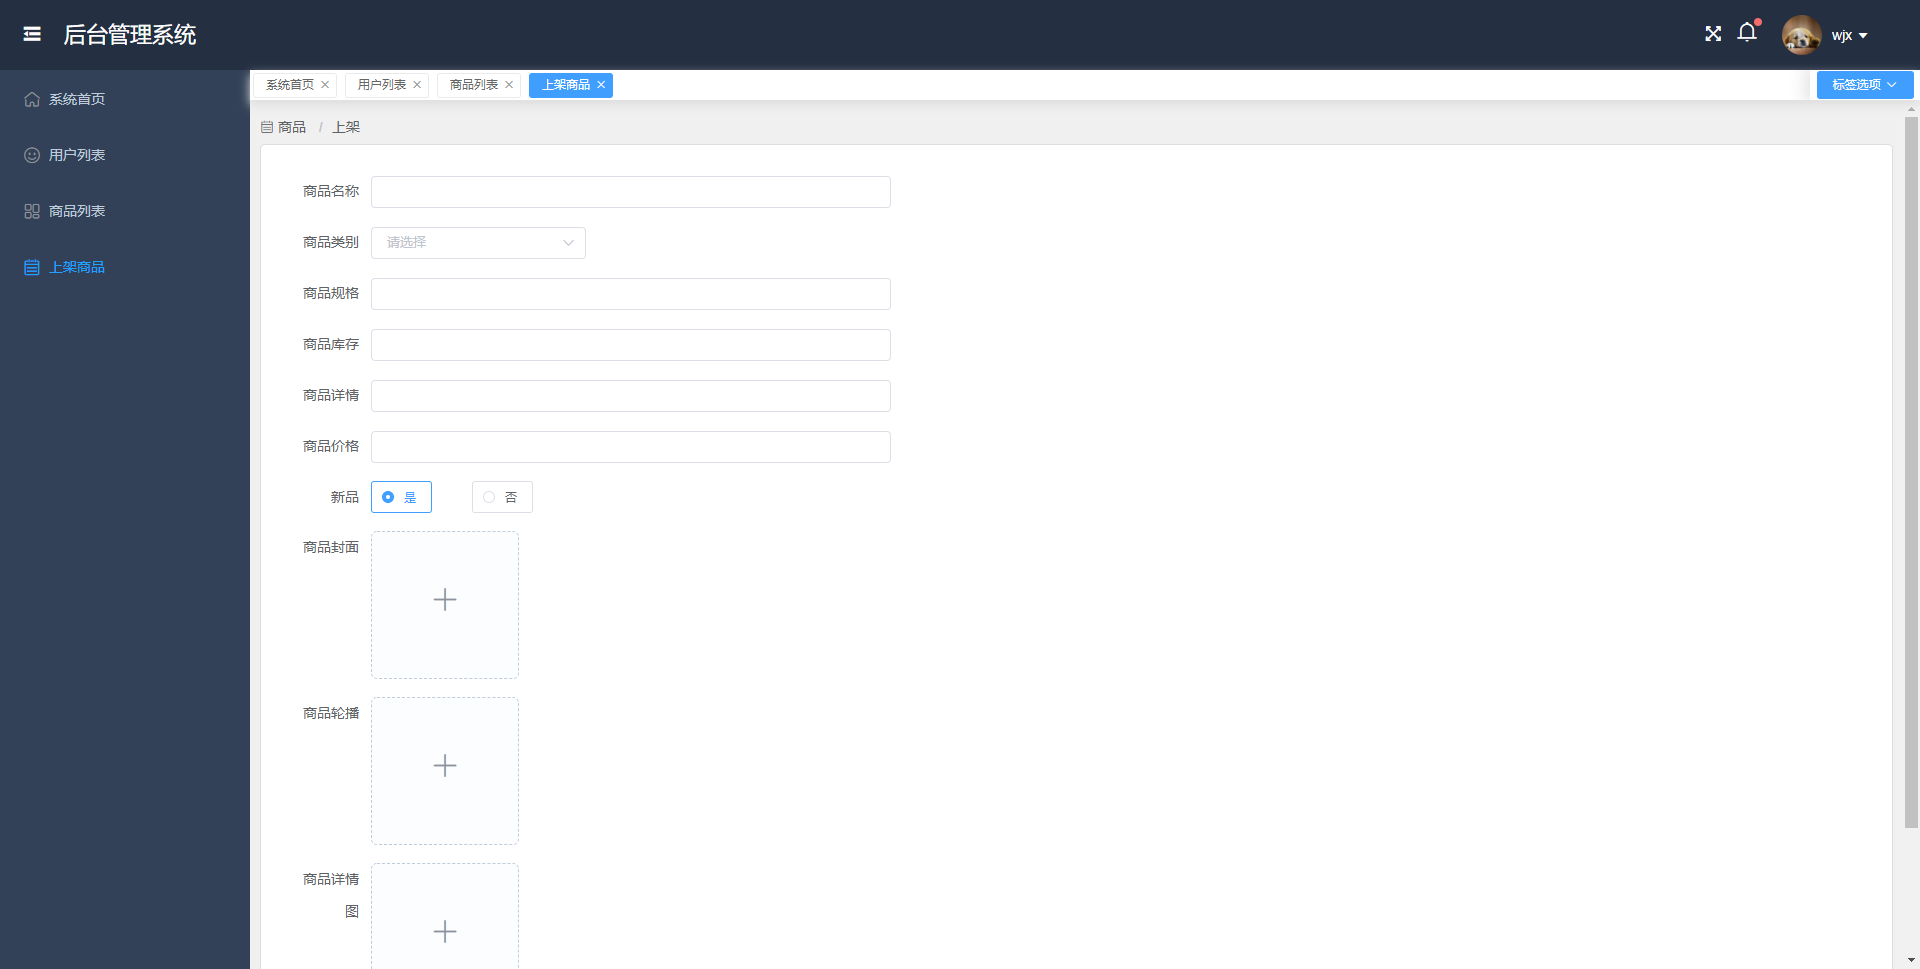 后台管理系统
wjx
系统首页
用户列表
商品列表
上架商品
系统首页
用户列表
商品列表
上架商品
标签选项
商品 / 上架
商品名称
商品类别 请选择
商品规格
商品库存
商品详情
商品价格
新品 是 否
商品封面
商品轮播
商品详情
图